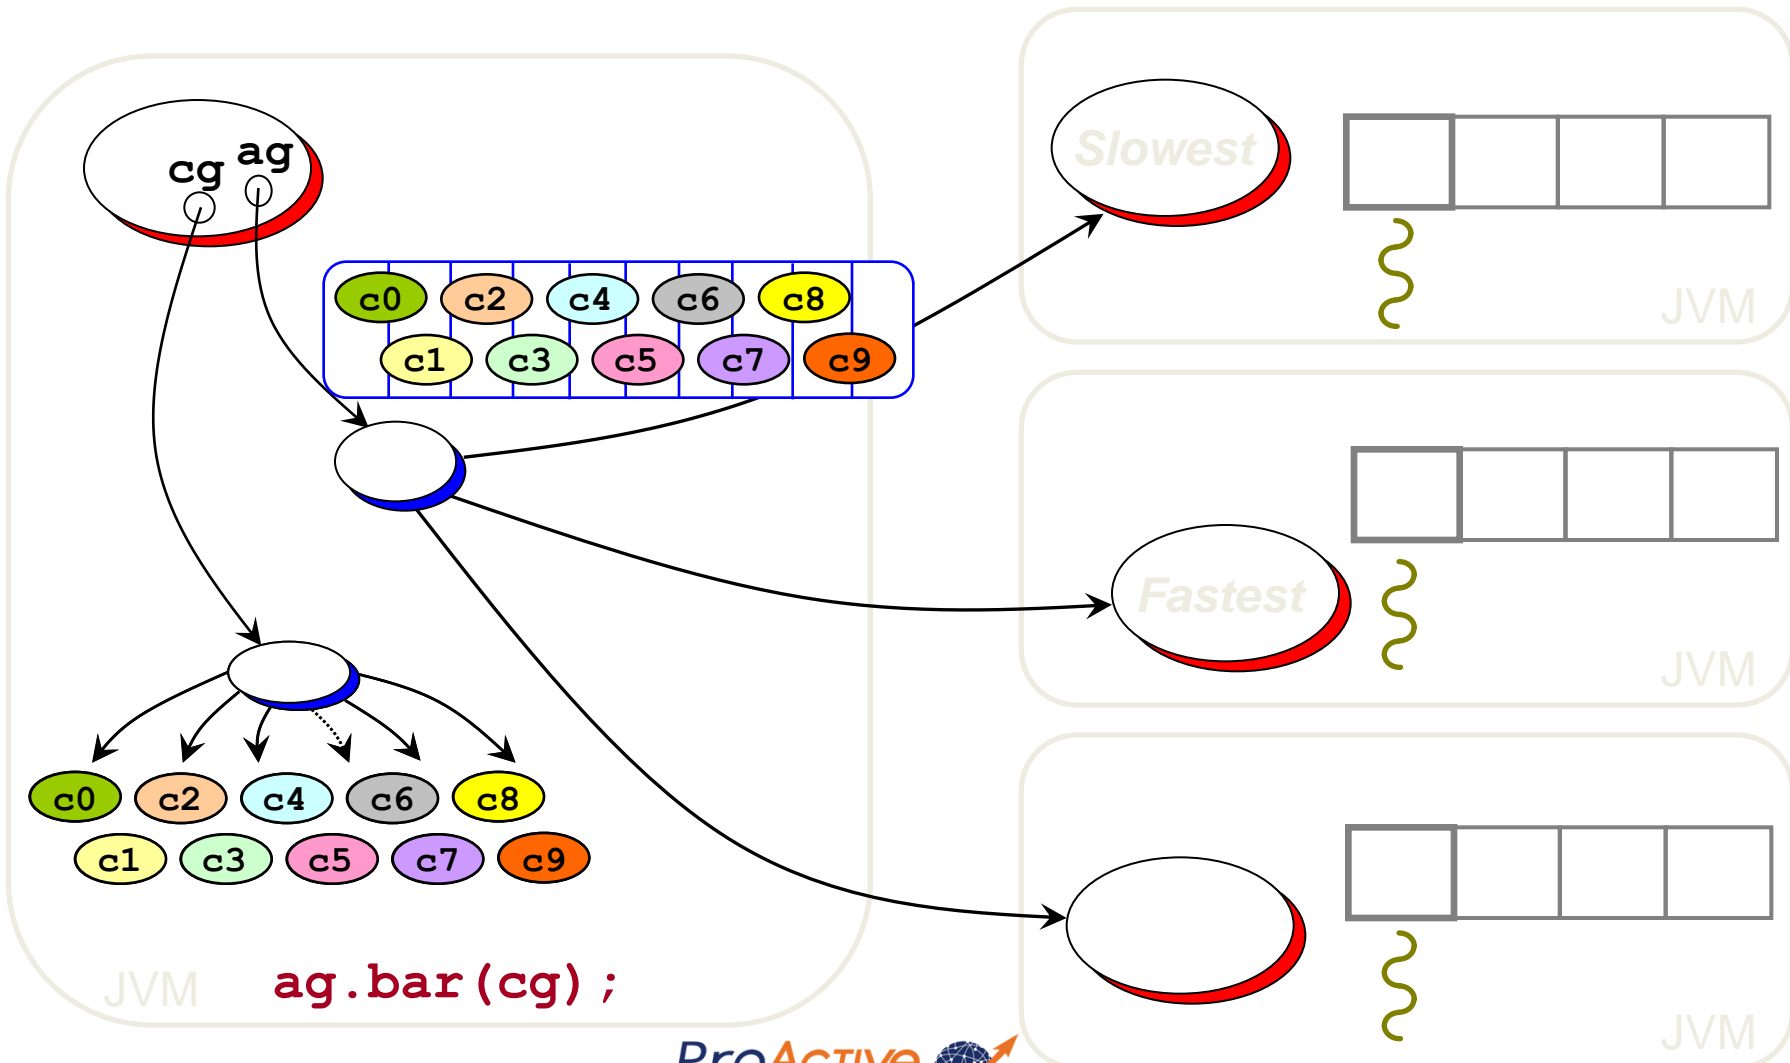 cg ag
c0 c2 c4 c6 c8
c1 c3 c5 c7 c9
c0 c2 c4 c6 c8
c1 c3 c5 c7 c9
JVM
ag.bar(cg);
Slowest
JVM
Fastest
JVM
JVM
ProActive